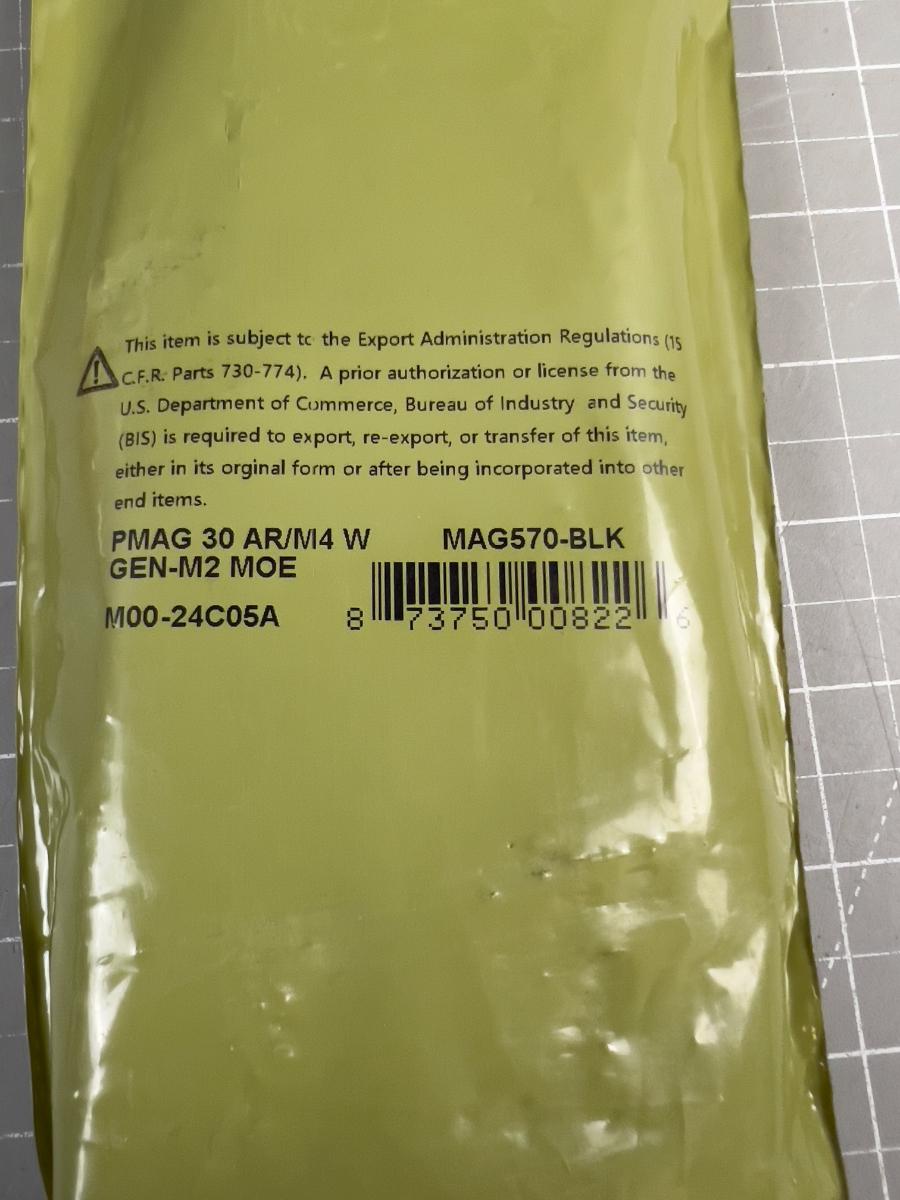 This item is subject to the Export Administration Regulations (15
C.F.R. Parts 730-774). A prior authorization or license from the
U.S. Department of Commerce, Bureau of Industry and Security
(BIS) is required to export, re-export, or transfer of this item,
either in its orginal form or after being incorporated into other
end items.
PMAG 30 AR/M4 W MAG570-BLK
GEN-M2 MOE
M00-24C05A 8 73750 00822 6